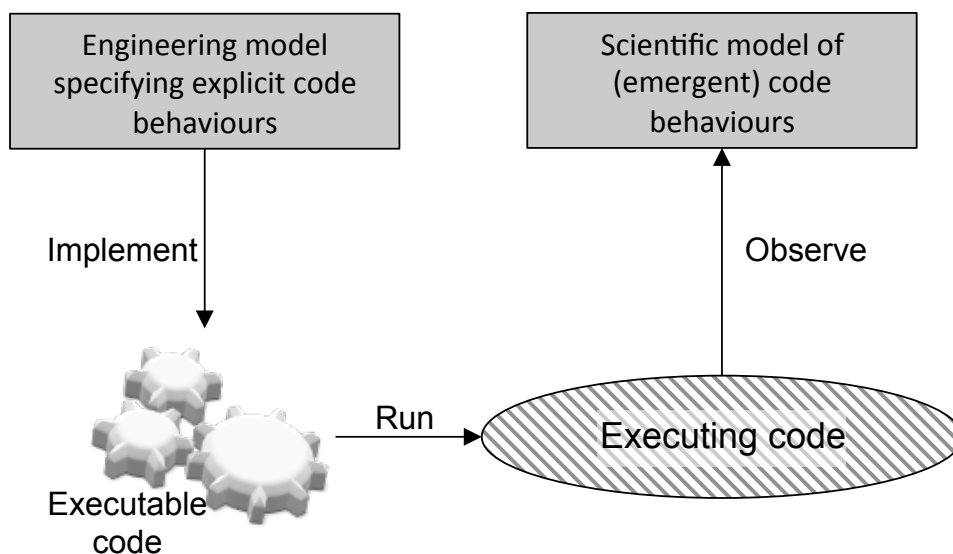 Engineering model
specifying explicit code
behaviours
Scientific model of
(emergent) code
behaviours
Implement
Observe
Run
Executing code
Executable
code